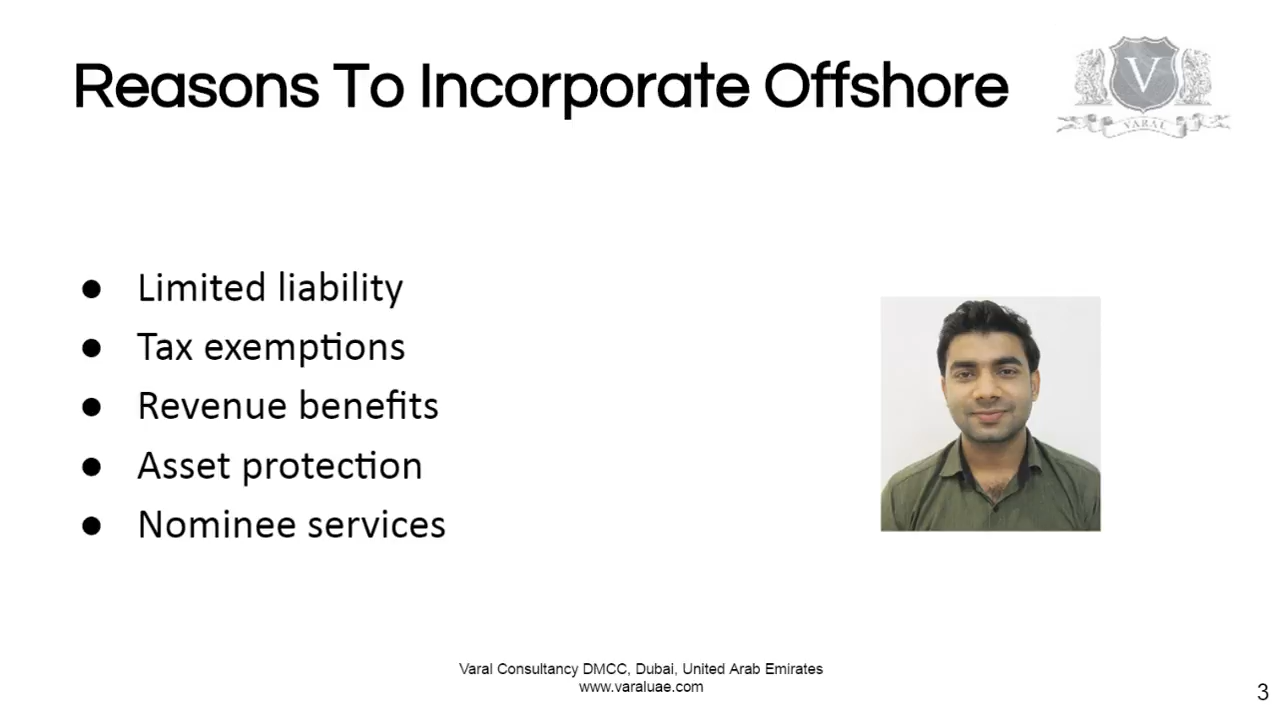 Reasons To Incorporate Offshore
V
VARAL
● Limited liability
● Tax exemptions
● Revenue benefits
● Asset protection
● Nominee services
Varal Consultancy DMCC, Dubai, United Arab Emirates
www.varaluae.com
3